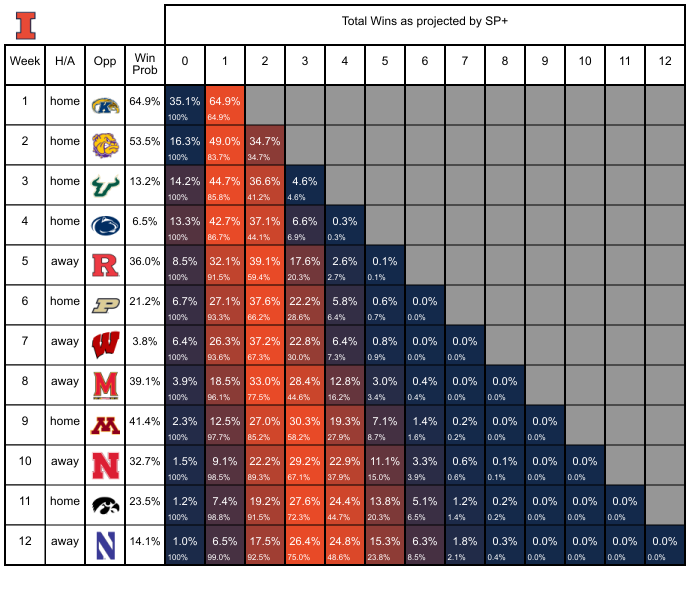 I
Total Wins as projected by SP+
Week H/A Opp Win Prob 0 1 2 3 4 5 6 7 8 9 10 11 12
1 home K 64.9% 35.1% 64.9%
100% 64.9%
2 home 53.5% 16.3% 49.0% 34.7%
100% 83.7% 34.7%
3 home 13.2% 14.2% 44.7% 36.6% 4.6%
100% 85.8% 41.2% 4.6%
4 home 6.5% 13.3% 42.7% 37.1% 6.6% 0.3%
100% 86.7% 44.1% 6.9% 0.3%
5 away R 36.0% 8.5% 32.1% 39.1% 17.6% 2.6% 0.1%
100% 91.5% 59.4% 20.3% 2.7% 0.1%
6 home P 21.2% 6.7% 27.1% 37.6% 22.2% 5.8% 0.6% 0.0%
100% 93.3% 66.2% 28.6% 6.4% 0.7% 0.0%
7 away W 3.8% 6.4% 26.3% 37.2% 22.8% 6.4% 0.8% 0.0% 0.0%
100% 93.6% 67.3% 30.0% 7.3% 0.9% 0.0% 0.0%
8 away M 39.1% 3.9% 18.5% 33.0% 28.4% 12.8% 3.0% 0.4% 0.0% 0.0%
100% 96.1% 77.5% 44.6% 16.2% 3.4% 0.4% 0.0% 0.0%
9 home M 41.4% 2.3% 12.5% 27.0% 30.3% 19.3% 7.1% 1.4% 0.2% 0.0% 0.0%
100% 97.7% 85.2% 58.2% 27.9% 8.7% 1.6% 0.2% 0.0% 0.0%
10 away N 32.7% 1.5% 9.1% 22.2% 29.2% 22.9% 11.1% 3.3% 0.6% 0.1% 0.0% 0.0%
100% 98.5% 89.3% 67.1% 37.9% 15.0% 3.9% 0.6% 0.1% 0.0% 0.0%
11 home 23.5% 1.2% 7.4% 19.2% 27.6% 24.4% 13.8% 5.1% 1.2% 0.2% 0.0% 0.0% 0.0%
100% 98.8% 91.5% 72.3% 44.7% 20.3% 6.5% 1.4% 0.2% 0.0% 0.0% 0.0%
12 away N 14.1% 1.0% 6.5% 17.5% 26.4% 24.8% 15.3% 6.3% 1.8% 0.3% 0.0% 0.0% 0.0% 0.0%
100% 99.0% 92.5% 75.0% 48.6% 23.8% 8.5% 2.1% 0.4% 0.0% 0.0% 0.0% 0.0%